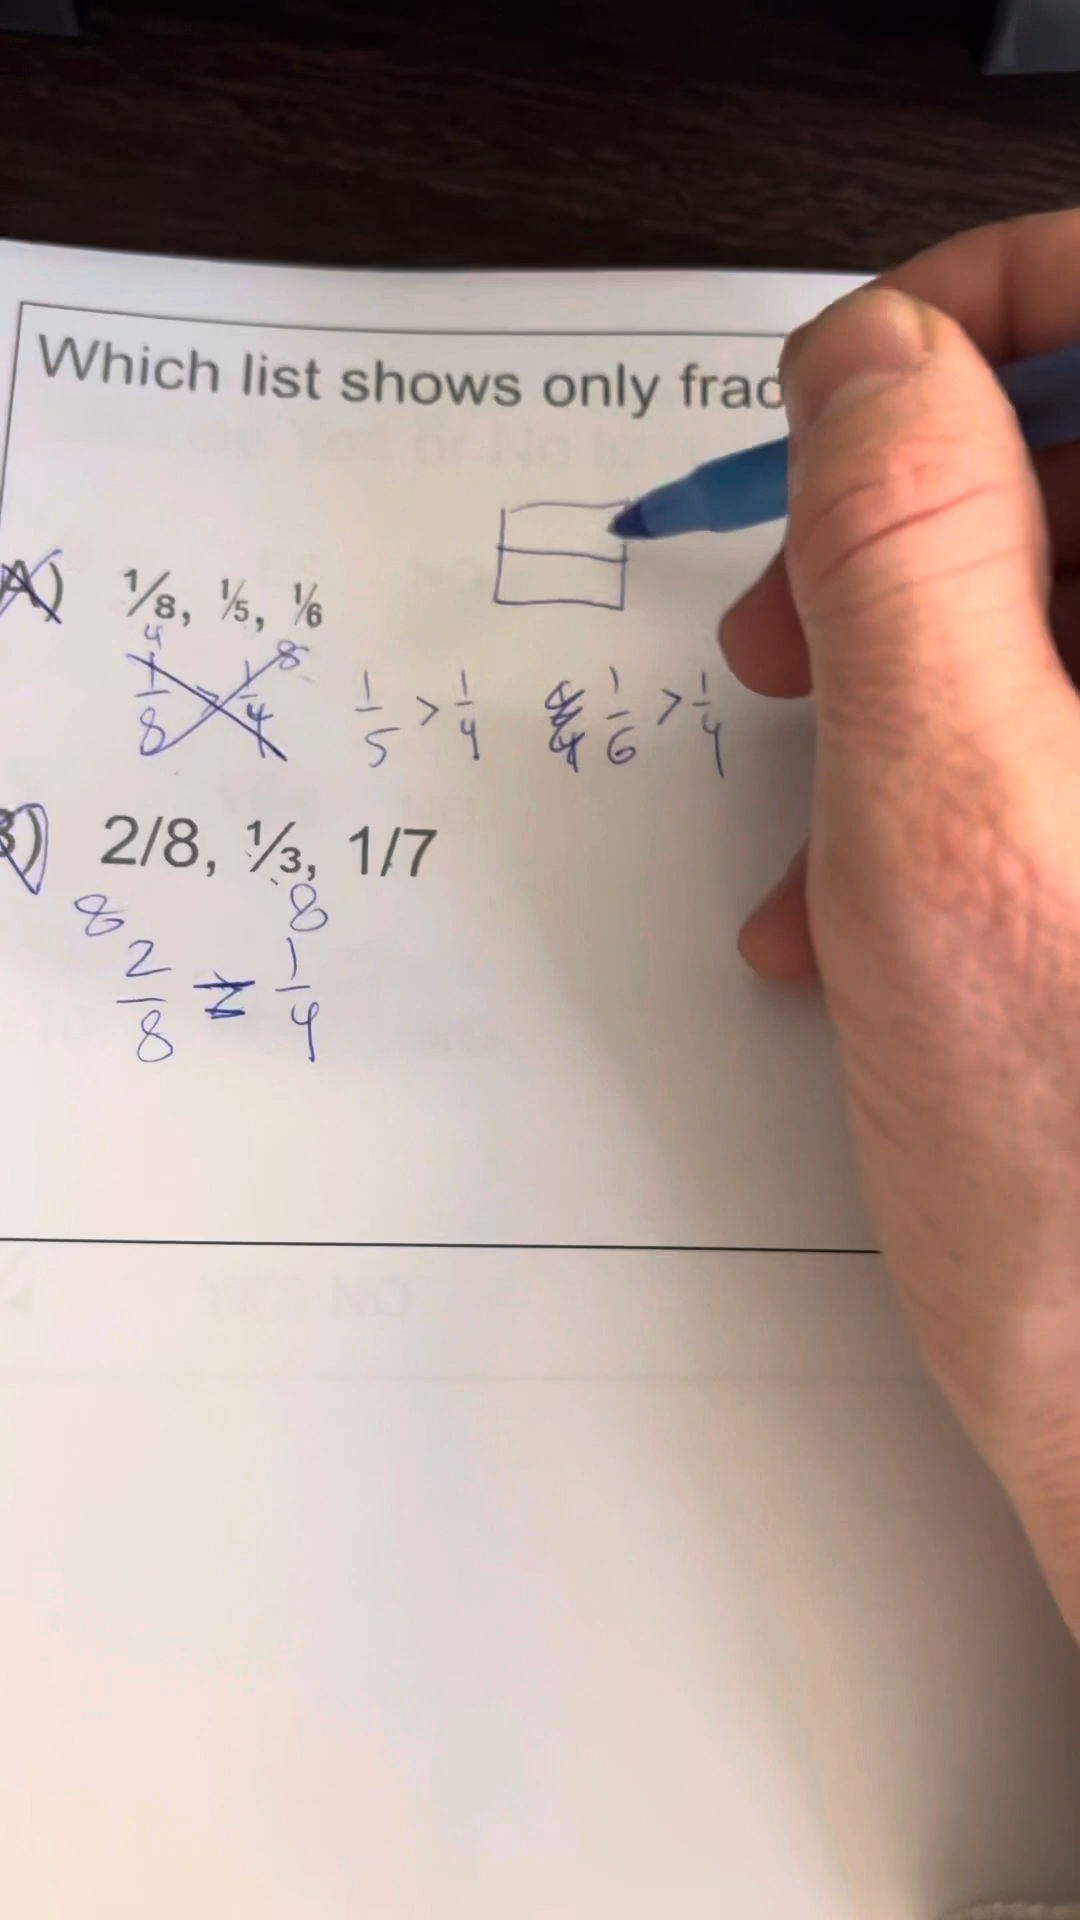 Which list shows only frac
A) 1/8, 1/5, 1/6
4 8
1/8 1/4 1/5 > 1/4 1/6 > 1/4
B) 2/8, 1/3, 1/7
8 8
2/8 = 1/4